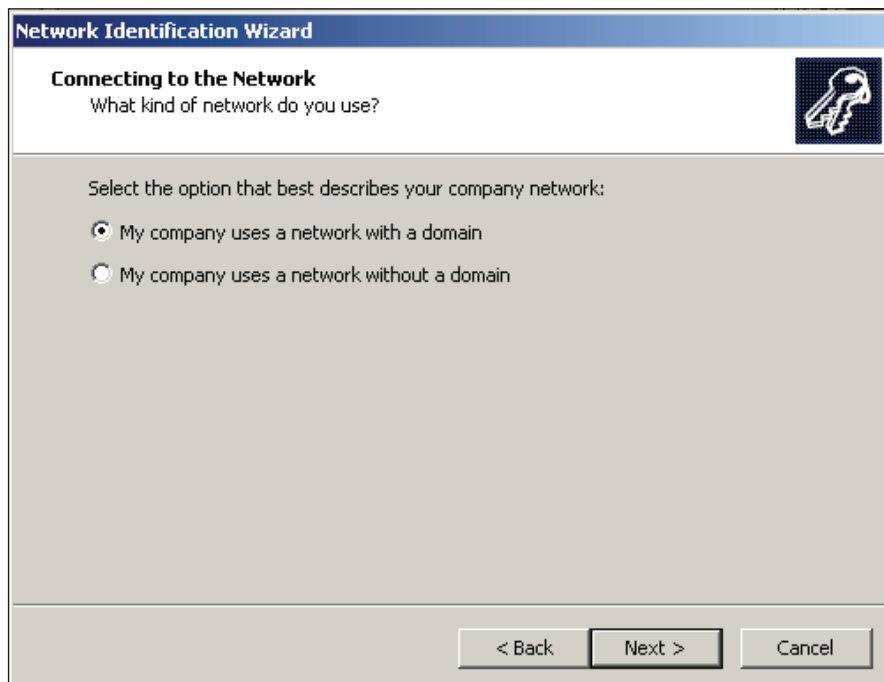 Network Identification Wizard
Connecting to the Network
What kind of network do you use?
Select the option that best describes your company network:
My company uses a network with a domain
My company uses a network without a domain
< Back
Next >
Cancel